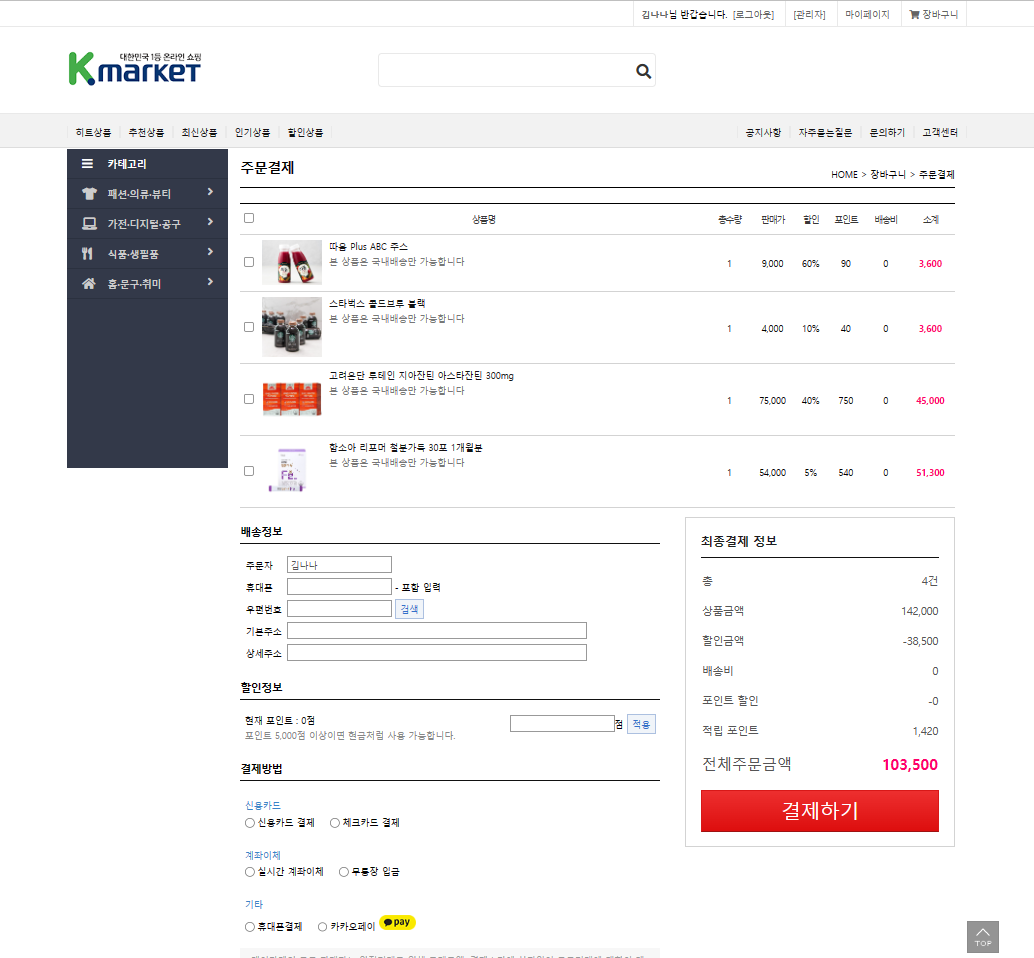 김나나님 반갑습니다. [로그아웃] [관리자] 마이페이지 장바구니
대한민국 1등 온라인 쇼핑
K.market
히트상품 추천상품 최신상품 인기상품 할인상품 공지사항 자주묻는질문 문의하기 고객센터
카테고리
패션·의류·뷰티
가전·디지털·공구
식품·생필품
홈·문구·취미
주문결제
HOME > 장바구니 > 주문결제
상품명 총수량 판매가 할인 포인트 배송비 소계
따옴 Plus ABC 주스
본 상품은 국내배송만 가능합니다
1 9,000 60% 90 0 3,600
스타벅스 콜드브루 블랙
본 상품은 국내배송만 가능합니다
1 4,000 10% 40 0 3,600
고려은단 루테인 지아잔틴 아스타잔틴 300mg
본 상품은 국내배송만 가능합니다
1 75,000 40% 750 0 45,000
함소아 리포머 철분가득 30포 1개월분
본 상품은 국내배송만 가능합니다
1 54,000 5% 540 0 51,300
배송정보
주문자 김나나
휴대폰 - 포함 입력
우편번호 검색
기본주소
상세주소
할인정보
현재 포인트 : 0점
포인트 5,000점 이상이면 현금처럼 사용 가능합니다.
점 적용
결제방법
신용카드
신용카드 결제 체크카드 결제
계좌이체
실시간 계좌이체 무통장 입금
기타
휴대폰결제 카카오페이 pay
최종결제 정보
총 4건
상품금액 142,000
할인금액 -38,500
배송비 0
포인트 할인 -0
적립 포인트 1,420
전체주문금액 103,500
결제하기
TOP